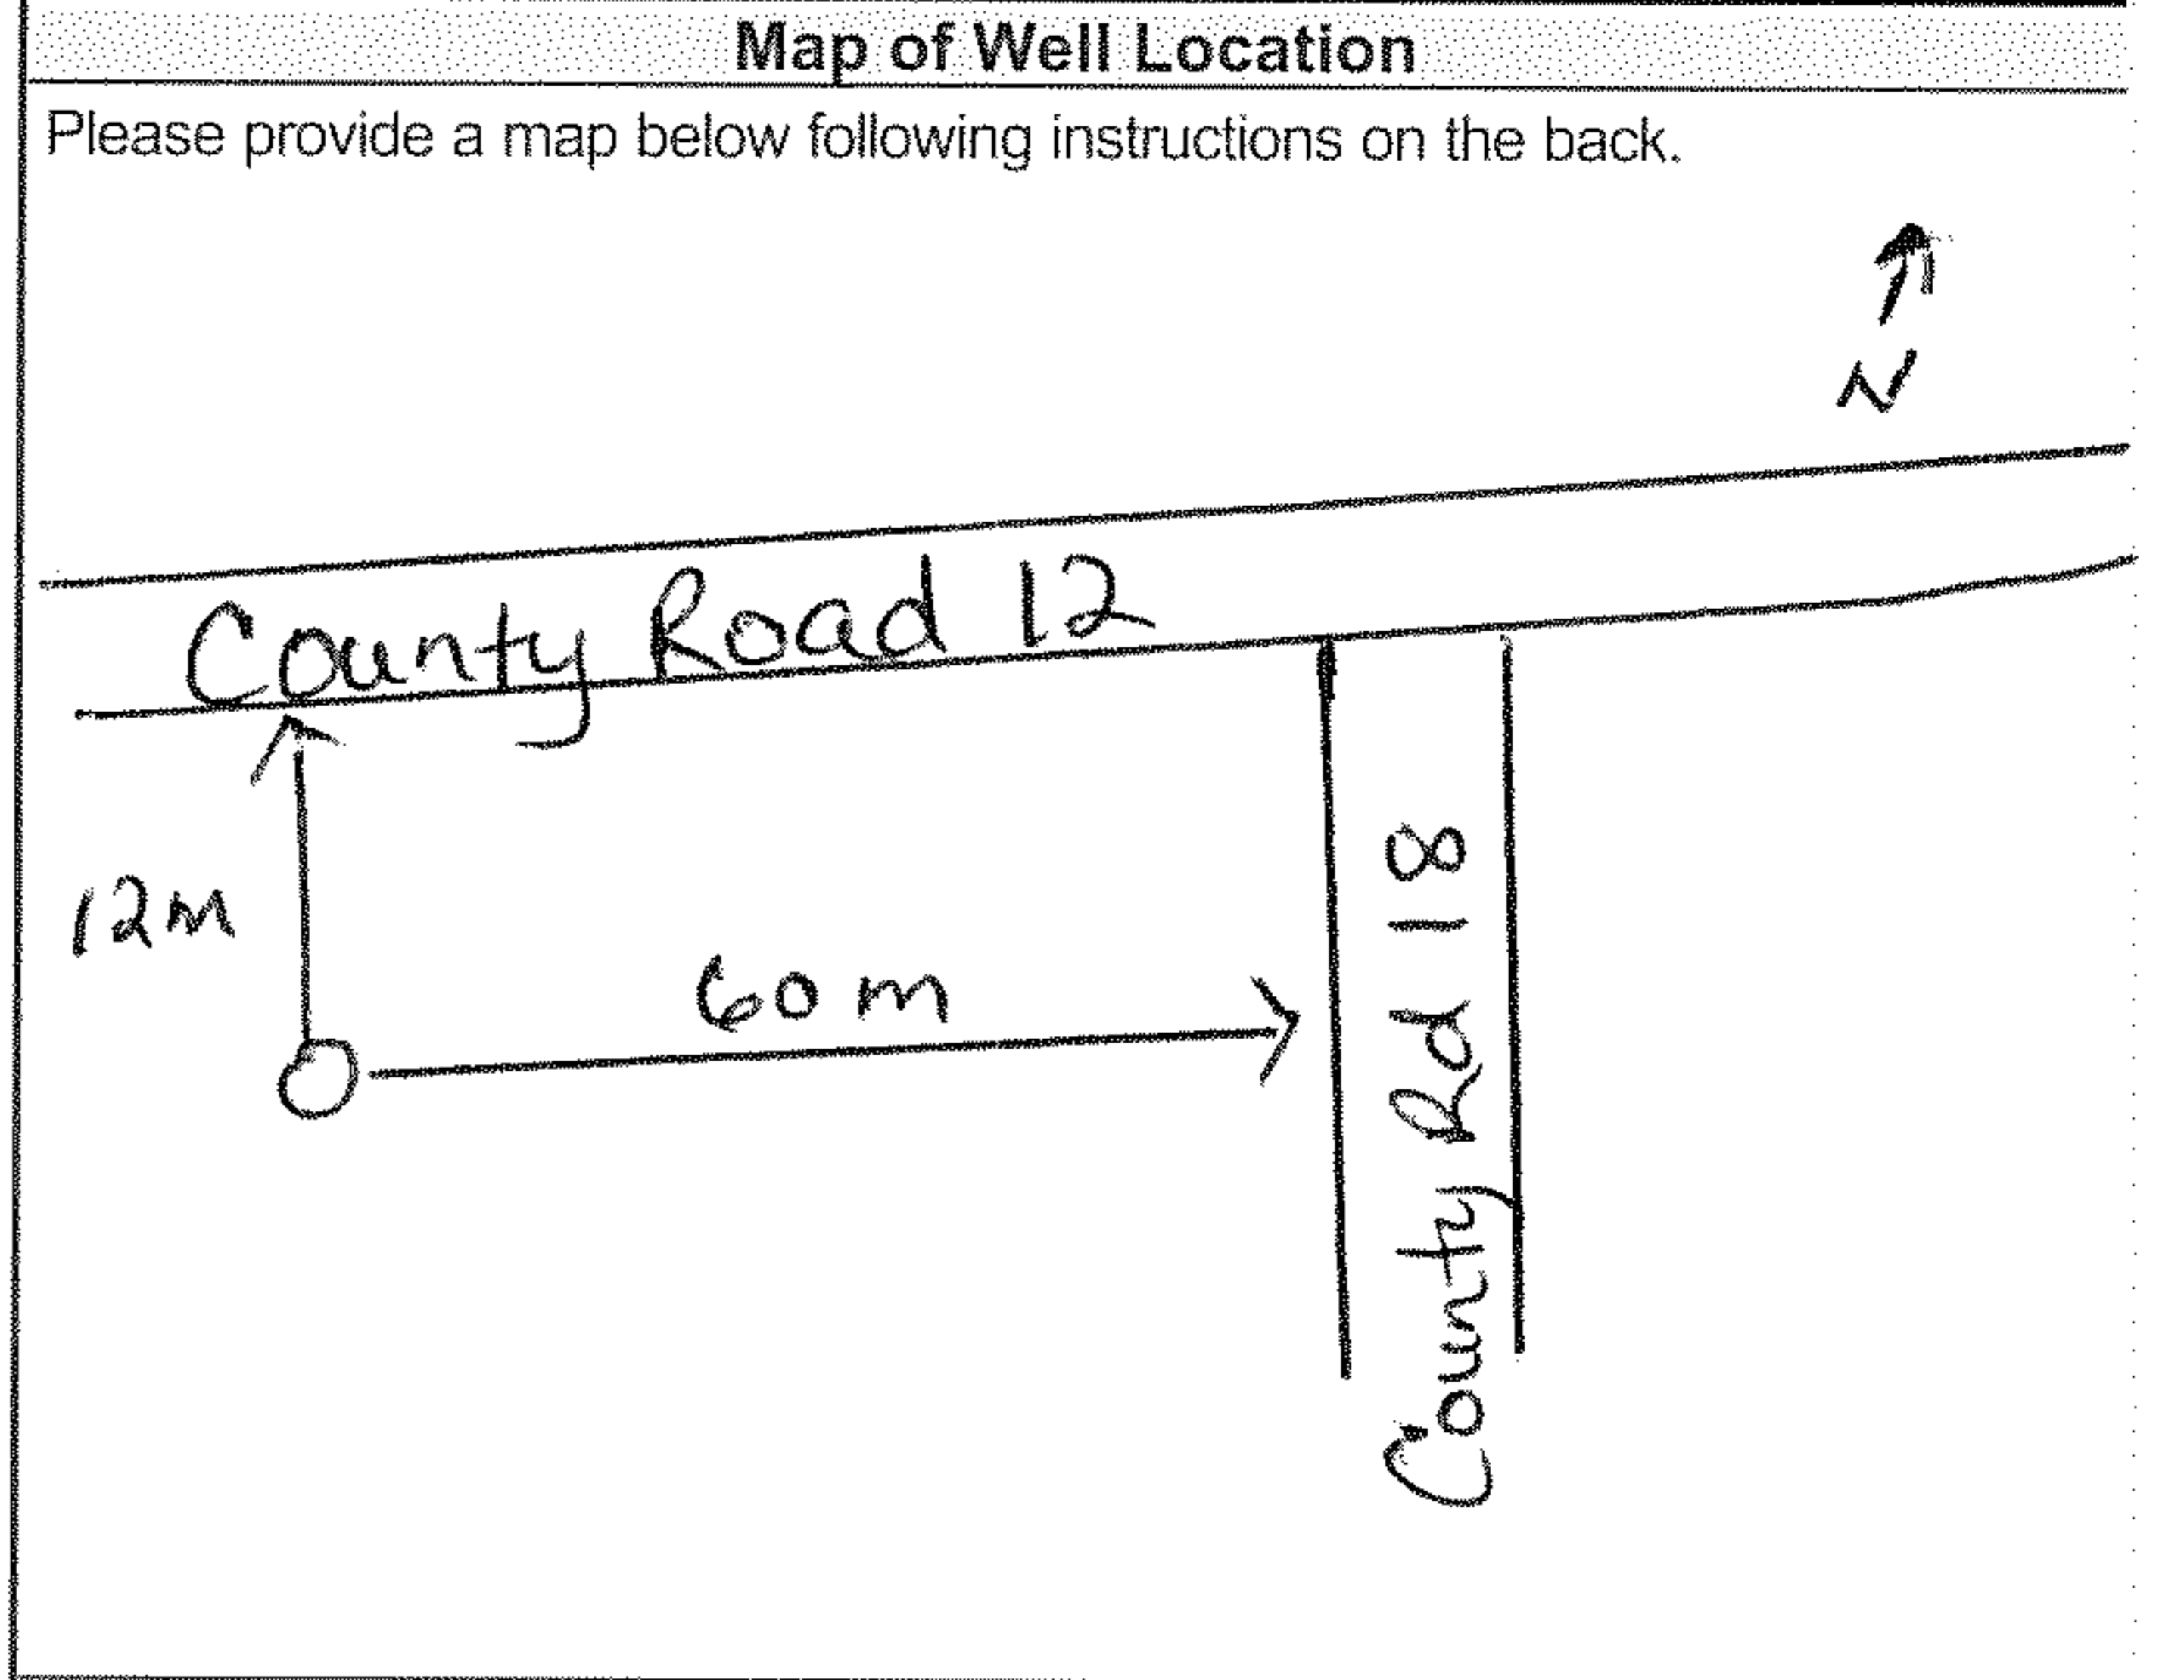 Map of Well Location
Please provide a map below following instructions on the back.
N
County Road 12
12m
60 m
County Rd 18